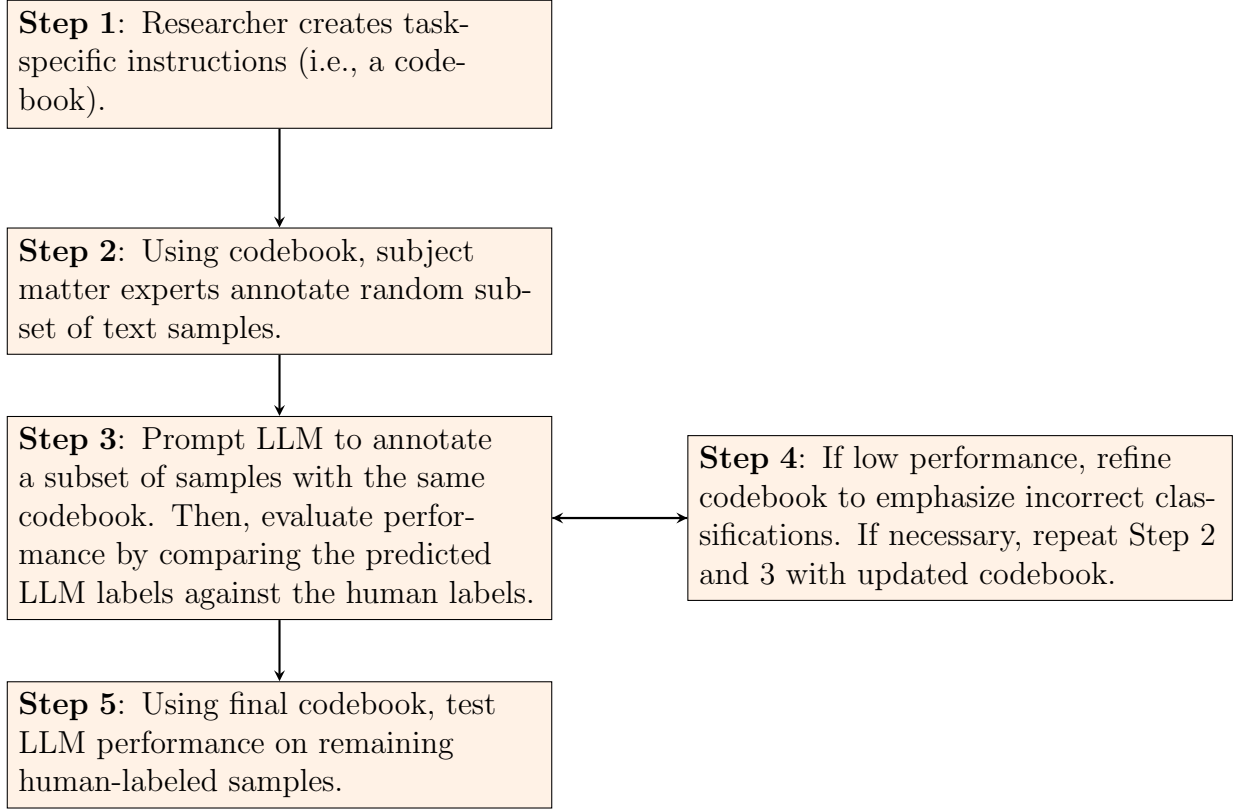 Step 1: Researcher creates task-
specific instructions (i.e., a code-
book).
Step 2: Using codebook, subject
matter experts annotate random sub-
set of text samples.
Step 3: Prompt LLM to annotate
a subset of samples with the same
codebook. Then, evaluate perfor-
mance by comparing the predicted
LLM labels against the human labels.
Step 4: If low performance, refine
codebook to emphasize incorrect clas-
sifications. If necessary, repeat Step 2
and 3 with updated codebook.
Step 5: Using final codebook, test
LLM performance on remaining
human-labeled samples.